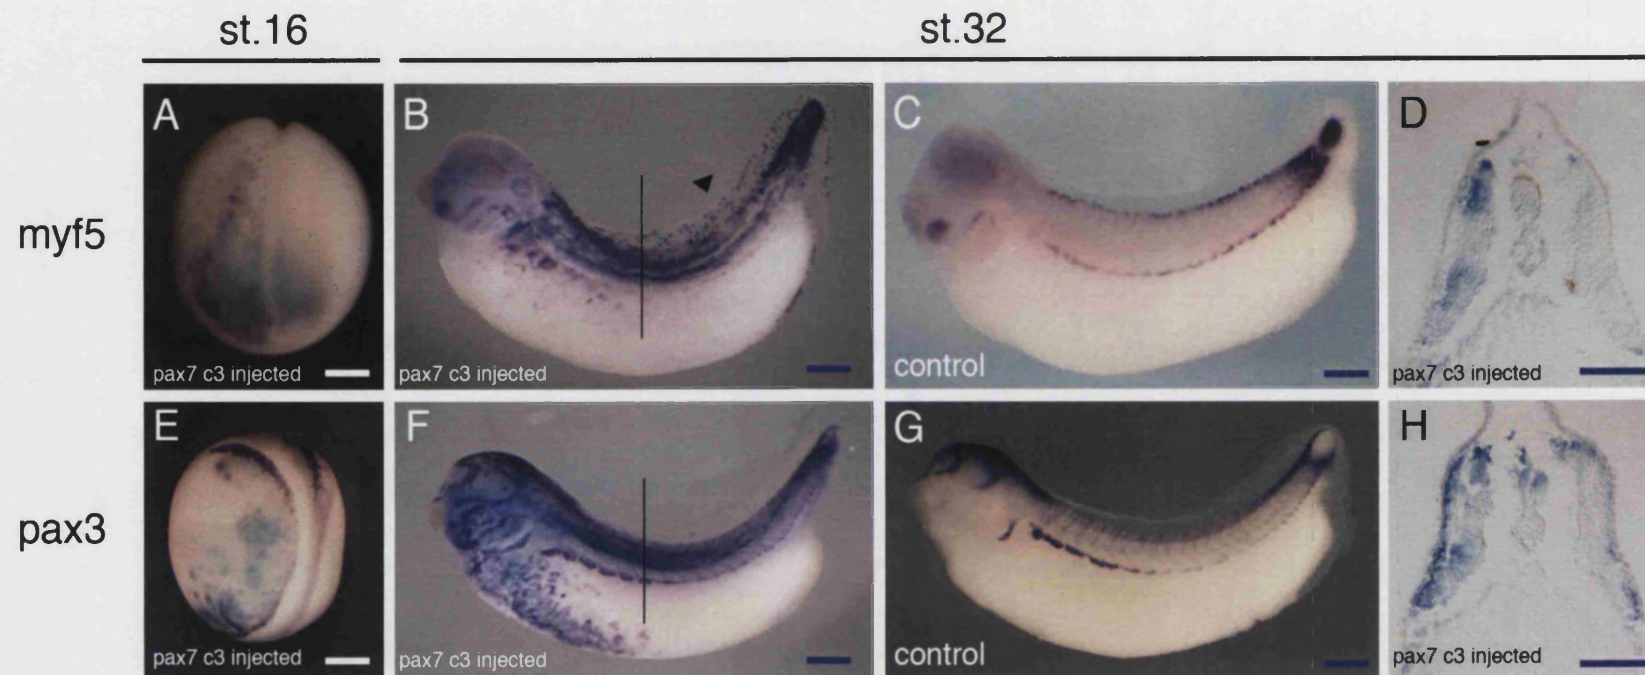 st.16
st.32
myf5
A
pax7 c3 injected
B
pax7 c3 injected
C
control
D
pax7 c3 injected
pax3
E
pax7 c3 injected
F
pax7 c3 injected
G
control
H
pax7 c3 injected